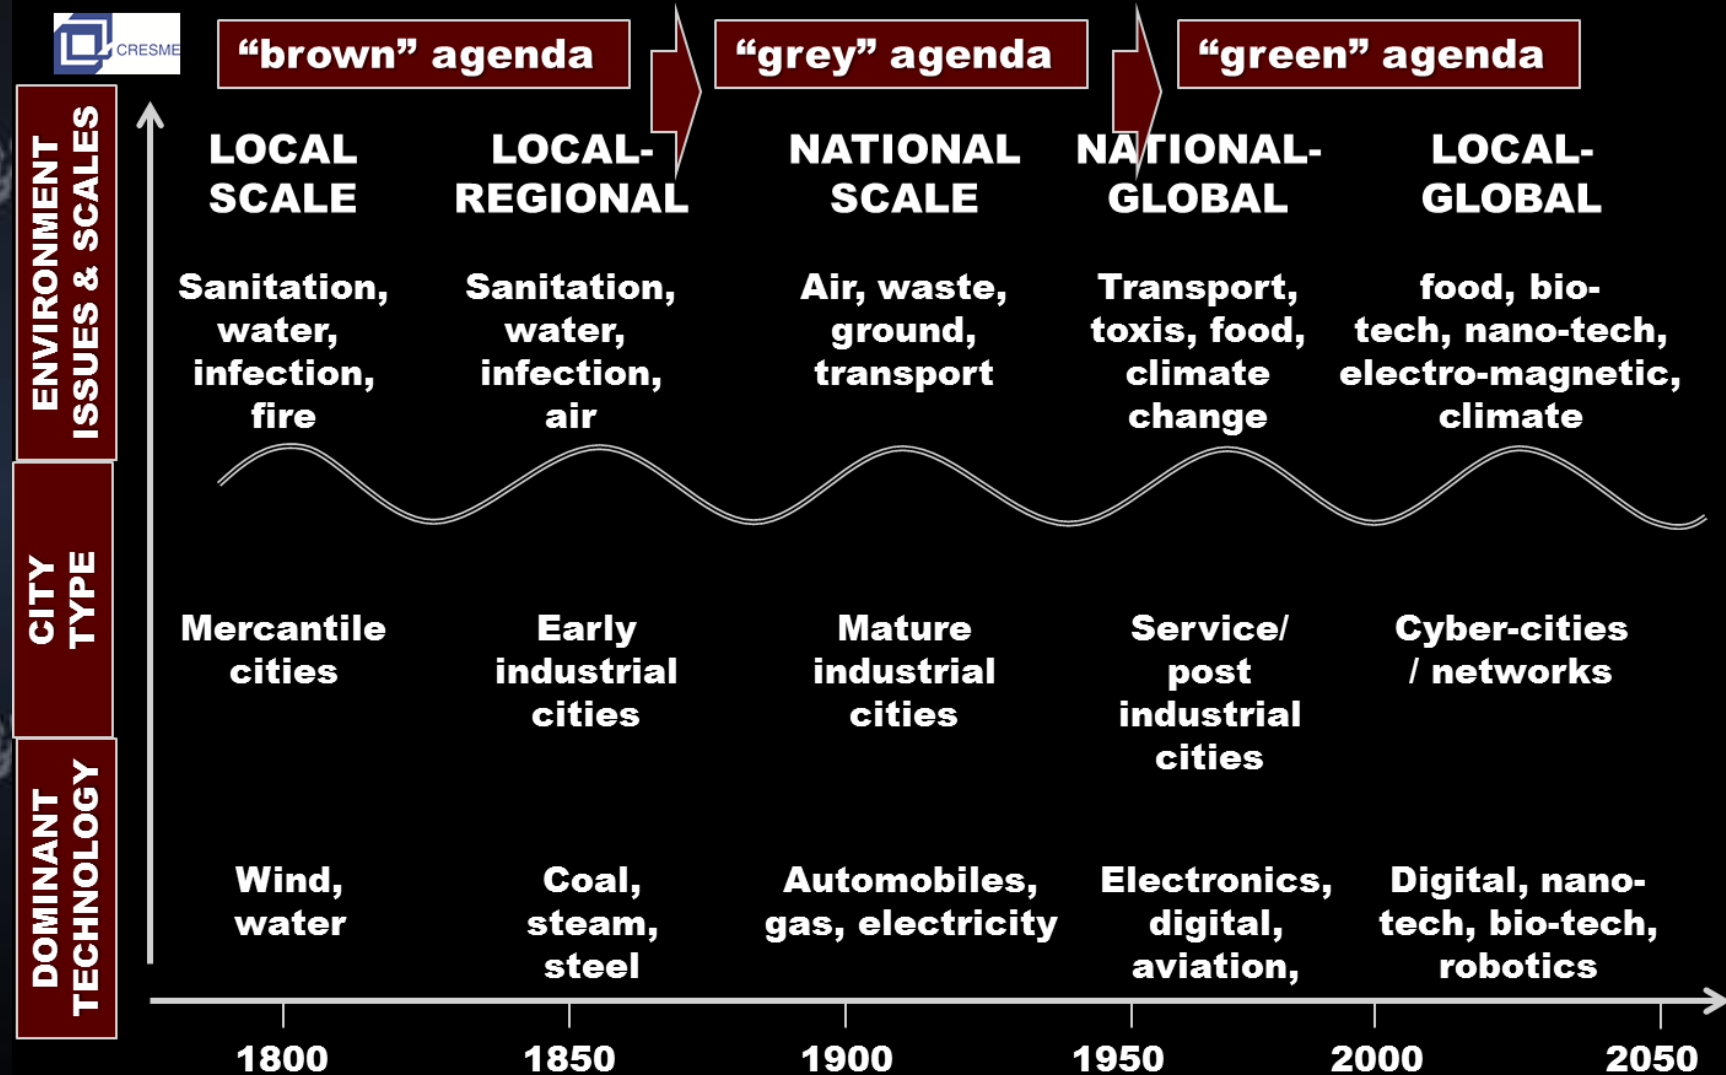 CRESME
“brown” agenda
“grey” agenda
“green” agenda
ENVIRONMENT
ISSUES & SCALES
LOCAL
SCALE
LOCAL-
REGIONAL
NATIONAL
SCALE
NATIONAL-
GLOBAL
LOCAL-
GLOBAL
Sanitation,
water,
infection,
fire
Sanitation,
water,
infection,
air
Air, waste,
ground,
transport
Transport,
toxis, food,
climate
change
food, bio-
tech, nano-tech,
electro-magnetic,
climate
CITY
TYPE
Mercantile
cities
Early
industrial
cities
Mature
industrial
cities
Service/
post
industrial
cities
Cyber-cities
/ networks
DOMINANT
TECHNOLOGY
Wind,
water
Coal,
steam,
steel
Automobiles,
gas, electricity
Electronics,
digital,
aviation,
Digital, nano-
tech, bio-tech,
robotics
1800
1850
1900
1950
2000
2050